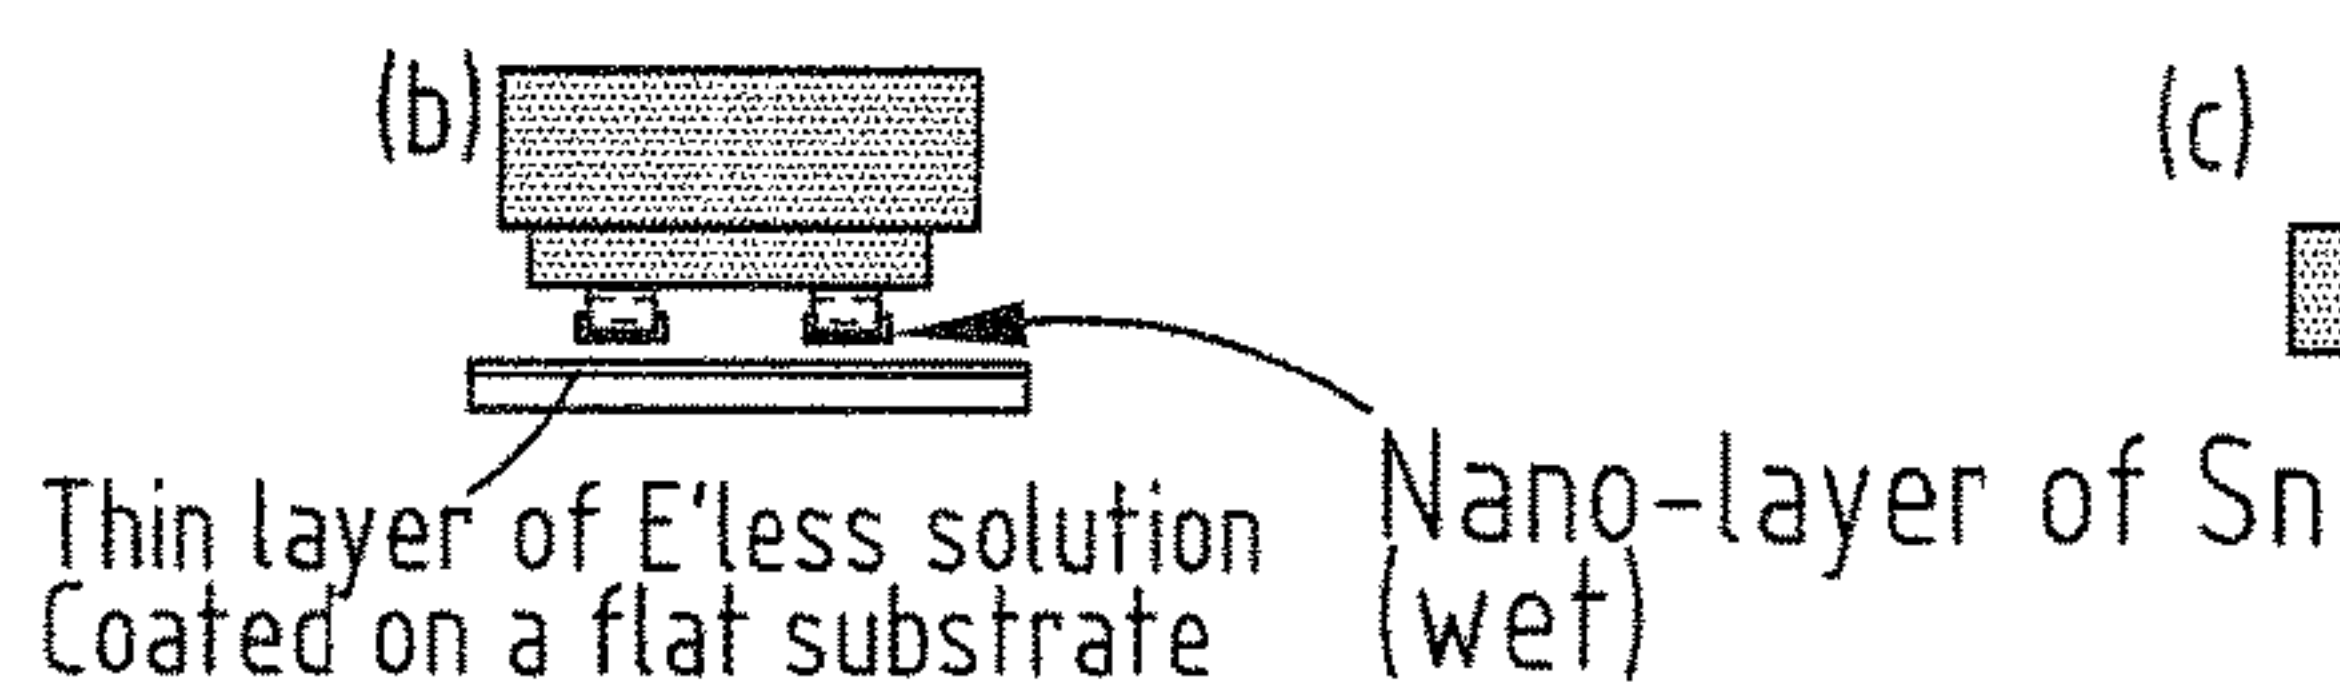 (b)
(c)
Thin layer of E'less solution
Coated on a flat substrate
Nano-layer of Sn
(wet)